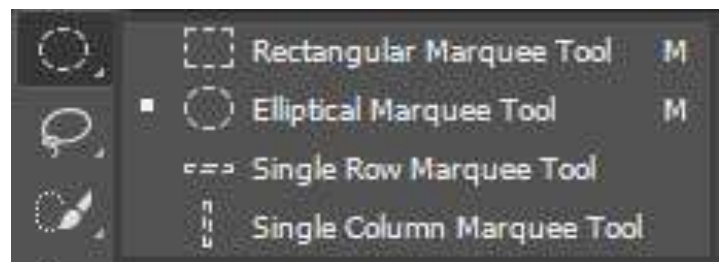 Rectangular Marquee Tool M
Elliptical Marquee Tool M
Single Row Marquee Tool
Single Column Marquee Tool